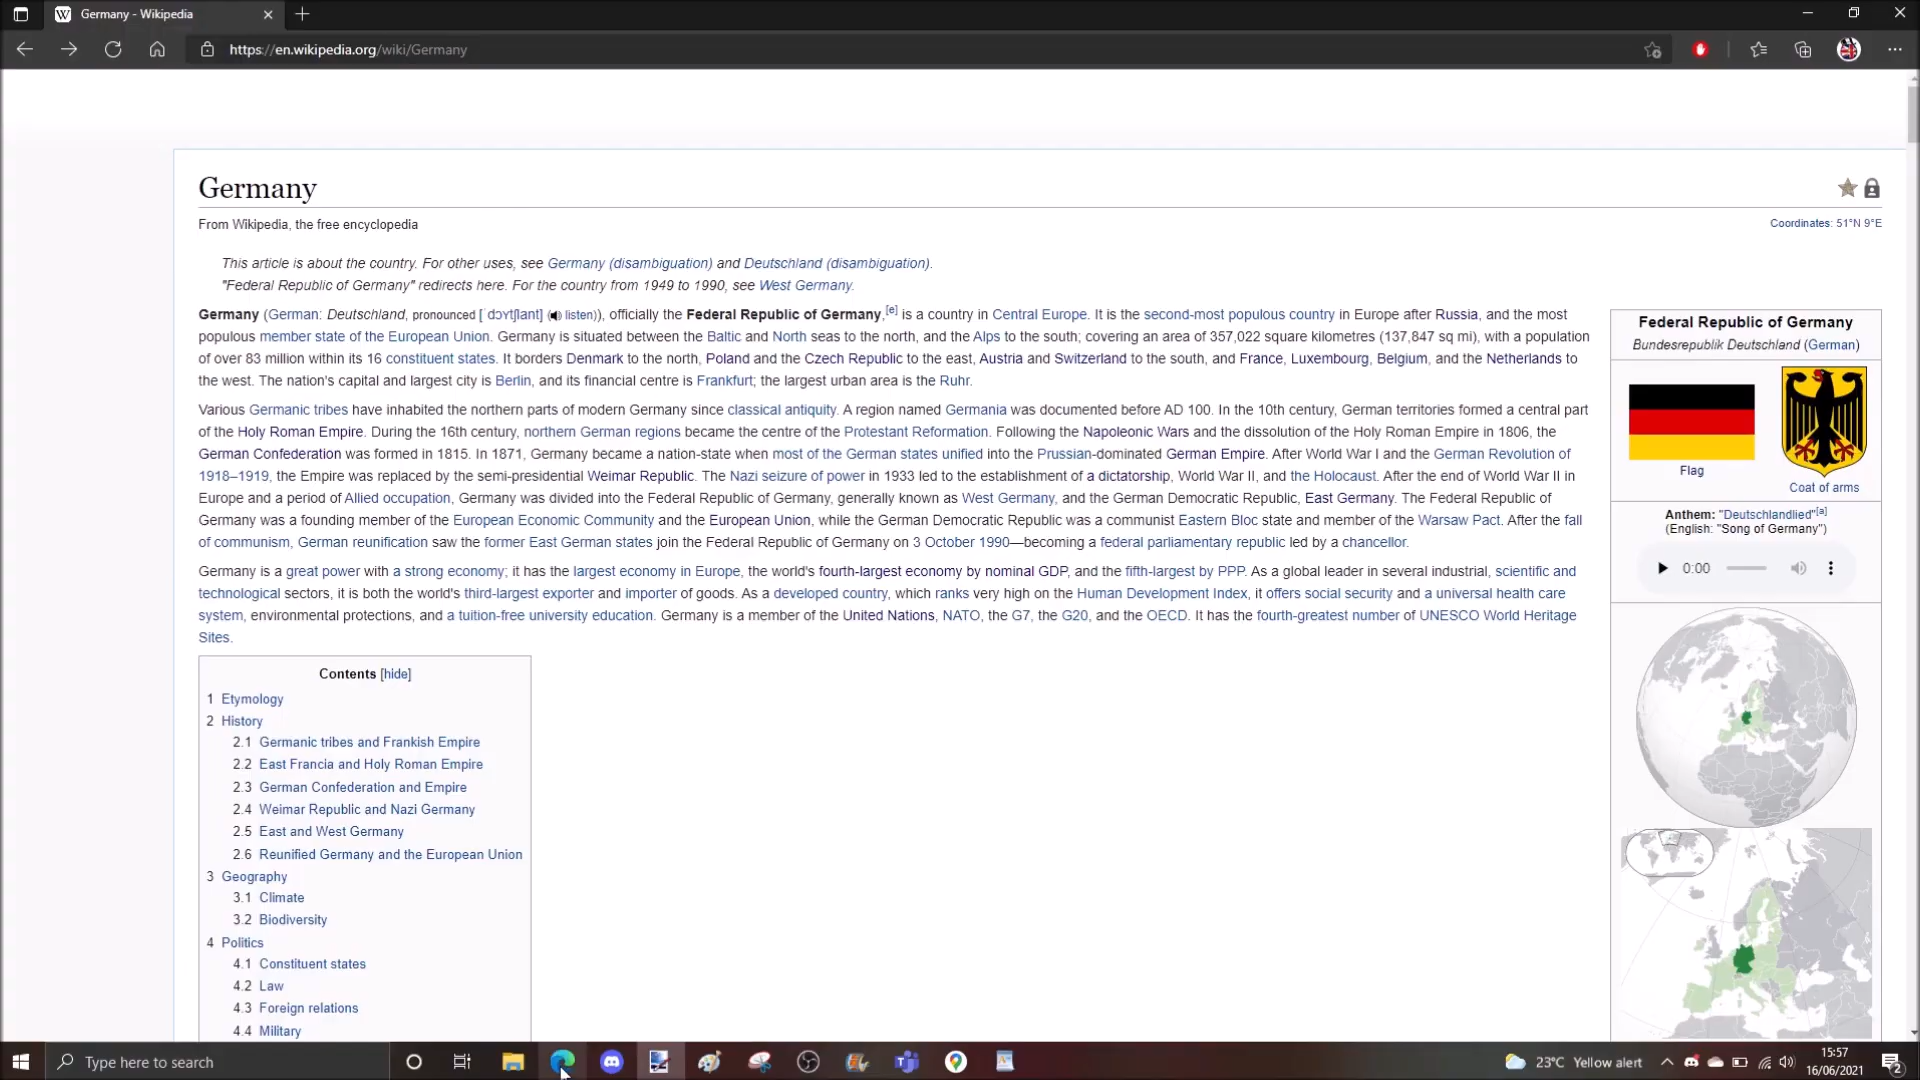 Germany - Wikipedia
https://en.wikipedia.org/wiki/Germany
Germany
From Wikipedia, the free encyclopedia
Coordinates: 51°N 9°E
This article is about the country. For other uses, see Germany (disambiguation) and Deutschland (disambiguation).
"Federal Republic of Germany" redirects here. For the country from 1949 to 1990, see West Germany.
Germany (German: Deutschland, pronounced [ˈdɔʏtʃlant] (listen)), officially the Federal Republic of Germany,[e] is a country in Central Europe. It is the second-most populous country in Europe after Russia, and the most
populous member state of the European Union. Germany is situated between the Baltic and North seas to the north, and the Alps to the south; covering an area of 357,022 square kilometres (137,847 sq mi), with a population
of over 83 million within its 16 constituent states. It borders Denmark to the north, Poland and the Czech Republic to the east, Austria and Switzerland to the south, and France, Luxembourg, Belgium, and the Netherlands to
the west. The nation's capital and largest city is Berlin, and its financial centre is Frankfurt; the largest urban area is the Ruhr.
Various Germanic tribes have inhabited the northern parts of modern Germany since classical antiquity. A region named Germania was documented before AD 100. In the 10th century, German territories formed a central part
of the Holy Roman Empire. During the 16th century, northern German regions became the centre of the Protestant Reformation. Following the Napoleonic Wars and the dissolution of the Holy Roman Empire in 1806, the
German Confederation was formed in 1815. In 1871, Germany became a nation-state when most of the German states unified into the Prussian-dominated German Empire. After World War I and the German Revolution of
1918–1919, the Empire was replaced by the semi-presidential Weimar Republic. The Nazi seizure of power in 1933 led to the establishment of a dictatorship, World War II, and the Holocaust. After the end of World War II in
Europe and a period of Allied occupation, Germany was divided into the Federal Republic of Germany, generally known as West Germany, and the German Democratic Republic, East Germany. The Federal Republic of
Germany was a founding member of the European Economic Community and the European Union, while the German Democratic Republic was a communist Eastern Bloc state and member of the Warsaw Pact. After the fall
of communism, German reunification saw the former East German states join the Federal Republic of Germany on 3 October 1990—becoming a federal parliamentary republic led by a chancellor.
Germany is a great power with a strong economy; it has the largest economy in Europe, the world's fourth-largest economy by nominal GDP, and the fifth-largest by PPP. As a global leader in several industrial, scientific and
technological sectors, it is both the world's third-largest exporter and importer of goods. As a developed country, which ranks very high on the Human Development Index, it offers social security and a universal health care
system, environmental protections, and a tuition-free university education. Germany is a member of the United Nations, NATO, the G7, the G20, and the OECD. It has the fourth-greatest number of UNESCO World Heritage
Sites.
Federal Republic of Germany
Bundesrepublik Deutschland (German)
Flag
Coat of arms
Anthem: "Deutschlandlied"[a]
(English: "Song of Germany")
0:00
Contents [hide]
1 Etymology
2 History
2.1 Germanic tribes and Frankish Empire
2.2 East Francia and Holy Roman Empire
2.3 German Confederation and Empire
2.4 Weimar Republic and Nazi Germany
2.5 East and West Germany
2.6 Reunified Germany and the European Union
3 Geography
3.1 Climate
3.2 Biodiversity
4 Politics
4.1 Constituent states
4.2 Law
4.3 Foreign relations
4.4 Military
Type here to search
23°C Yellow alert
15:57
16/06/2021
2